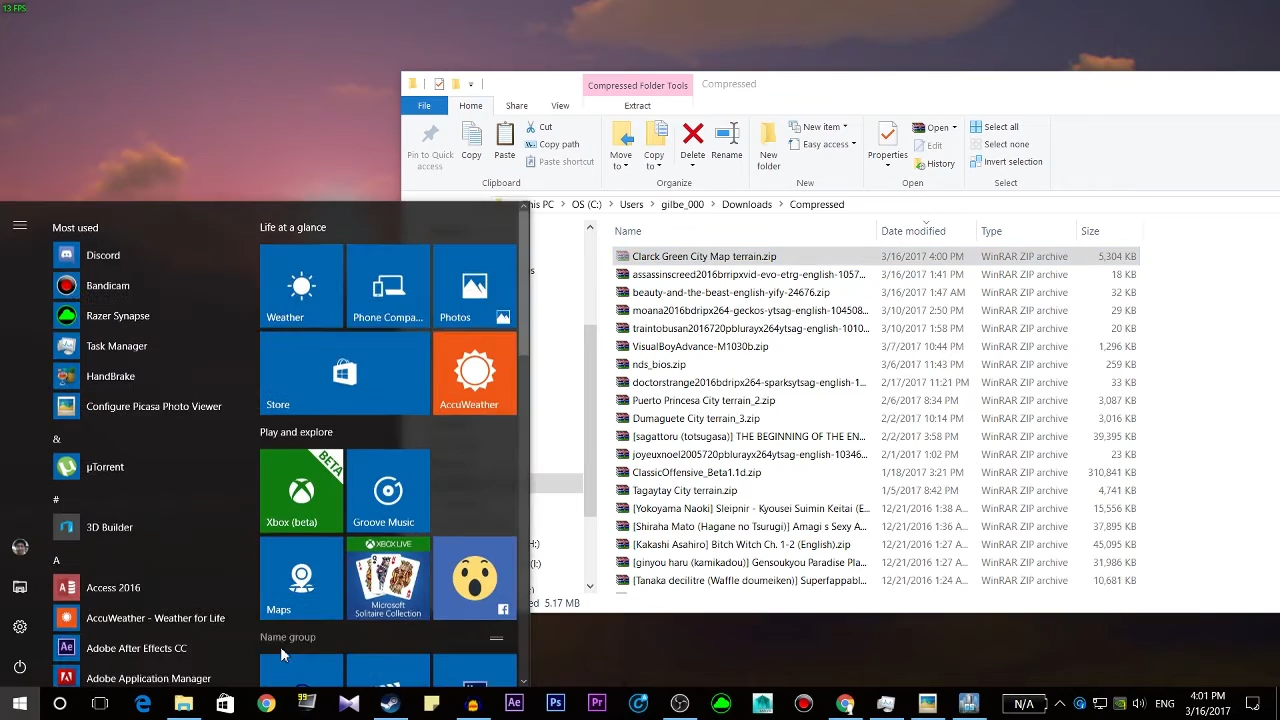 13 FPS
Compressed Folder Tools
Compressed
File
Home
Share
View
Extract
Pin to Quick access
Copy
Paste
Cut
Copy path
Paste shortcut
Move to
Copy to
Delete
Rename
New folder
New item
Easy access
Properties
Open
Edit
History
Select all
Select none
Invert selection
Clipboard
Organize
New
Open
Select
his PC > OS (C:) > Users > gilbe_000 > Downloads > Compressed
Name
Date modified
Type
Size
Clarck Green City Map terrain.zip 3/16/2017 4:00 PM WinRAR ZIP archive 5,304 KB
assassinscreed2016brripxvid-evo-etrg-english-1057... 3/16/2017 1:41 PM WinRAR ZIP archive 18 KB
beauty-and-the-beast-english-yify-24676.zip 3/16/2017 1:47 AM WinRAR ZIP archive 32 KB
moana2016bdripx264-geckos-ytsag-english-104508... 3/10/2017 2:50 PM WinRAR ZIP archive 29 KB
traintobusan2016720pblurayx264ytsag-english-1010... 3/10/2017 1:58 PM WinRAR ZIP archive 20 KB
VisualBoyAdvance-M1030b.zip 3/7/2017 10:44 PM WinRAR ZIP archive 1,296 KB
nds_bios.zip 3/6/2017 11:43 PM WinRAR ZIP archive 259 KB
doctorstrange2016bdripx264-sparksytsag-english-1... 2/17/2017 11:21 PM WinRAR ZIP archive 33 KB
Puerto Princesa City terrain_2.zip 2/6/2017 8:34 PM WinRAR ZIP archive 3,087 KB
Dumaguete City terrain_3.zip 2/2/2017 10:14 PM WinRAR ZIP archive 3,016 KB
[sagattoru (totsugasa)] THE BEGINNING OF THE EN... 2/2/2017 3:58 PM WinRAR ZIP archive 39,395 KB
joyeuxnoel2005720pblurayx264ytsag-english-10346... 2/1/2017 1:02 PM WinRAR ZIP archive 23 KB
ClassicOffensive_Beta1.1d.zip 1/18/2017 3:21 PM WinRAR ZIP archive 310,841 KB
Tagaytay City terrain.zip 1/5/2017 8:42 PM WinRAR ZIP archive 4,741 KB
[Yokoyama Naoki] Sleipnir - Kyousei Suimin Keitai (E... 12/21/2016 1:38 A... WinRAR ZIP archive 15,556 KB
[Shiraha Mato (Hagane no Tsurugi)] Amagi's Sexy A... 12/21/2016 1:27 A... WinRAR ZIP archive 37,895 KB
[Kakashi Asahiro] Bitch Witch Ch. 1-2 (English)... 12/21/2016 1:27 A... WinRAR ZIP archive 45,095 KB
[ginyou haru (kamikadou)] Gensoukyou Paradise Pla... 12/21/2016 1:27 A... WinRAR ZIP archive 31,986 KB
[Tanaka decilitre (Waffle doumeiten)] Superfappabl... 12/21/2016 1:24 A... WinRAR ZIP archive 10,681 KB
ed 5.17 MB
Most used
Discord
Bandicam
Razer Synapse
Task Manager
HandBrake
Configure Picasa Photo Viewer
&
µTorrent
#
3D Builder
A
Access 2016
AccuWeather - Weather for Life
Adobe After Effects CC
Adobe Application Manager
Life at a glance
Weather
Phone Compa...
Photos
Store
AccuWeather
Play and explore
BETA
Xbox (beta)
Groove Music
Maps
XBOX LIVE
Microsoft
Solitaire Collection
Name group
99
Ae
Ps
Pr
N/A
ENG
4:01 PM
3/16/2017